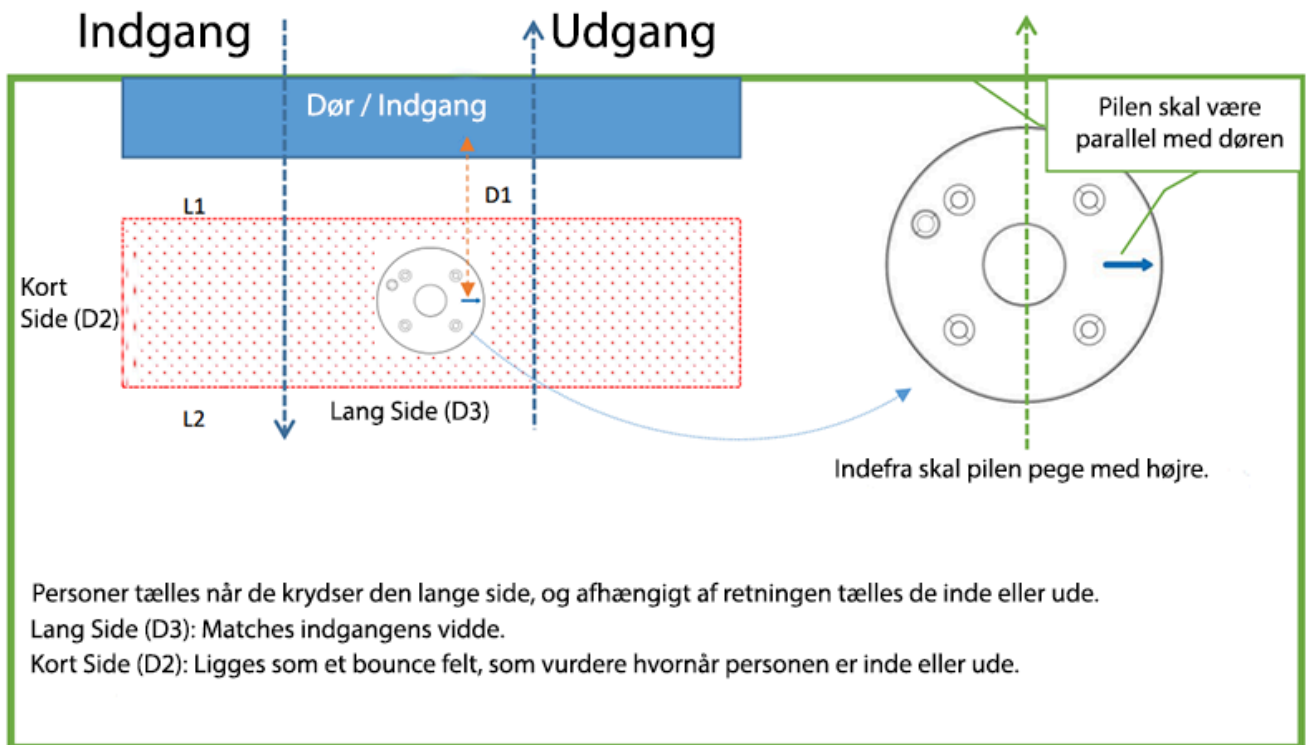 Indgang
Udgang
Dør / Indgang
Pilen skal være
parallel med døren
D1
L1
Kort
Side (D2)
Lang Side (D3)
L2
Indefra skal pilen pege med højre.
Personer tælles når de krydser den lange side, og afhængigt af retningen tælles de inde eller ude.
Lang Side (D3): Matches indgangens vidde.
Kort Side (D2): Ligges som et bounce felt, som vurdere hvornår personen er inde eller ude.